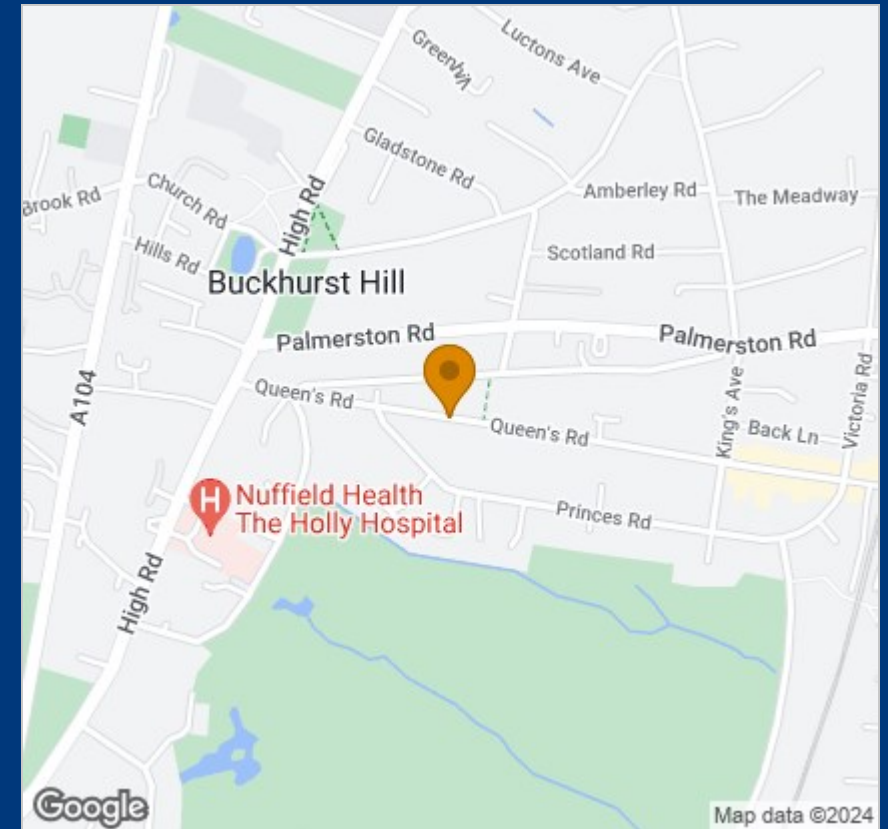 Luctons Ave
Gladstone Rd
Church Rd
Brook Rd
High Rd
Amberley Rd
The Meadway
Hills Rd
Scotland Rd
Buckhurst Hill
Palmerston Rd
Palmerston Rd
A104
Queen's Rd
Queen's Rd
King's Ave
Back Ln
Victoria Rd
H
Nuffield Health
The Holly Hospital
Princes Rd
High Rd
Google
Map data ©2024